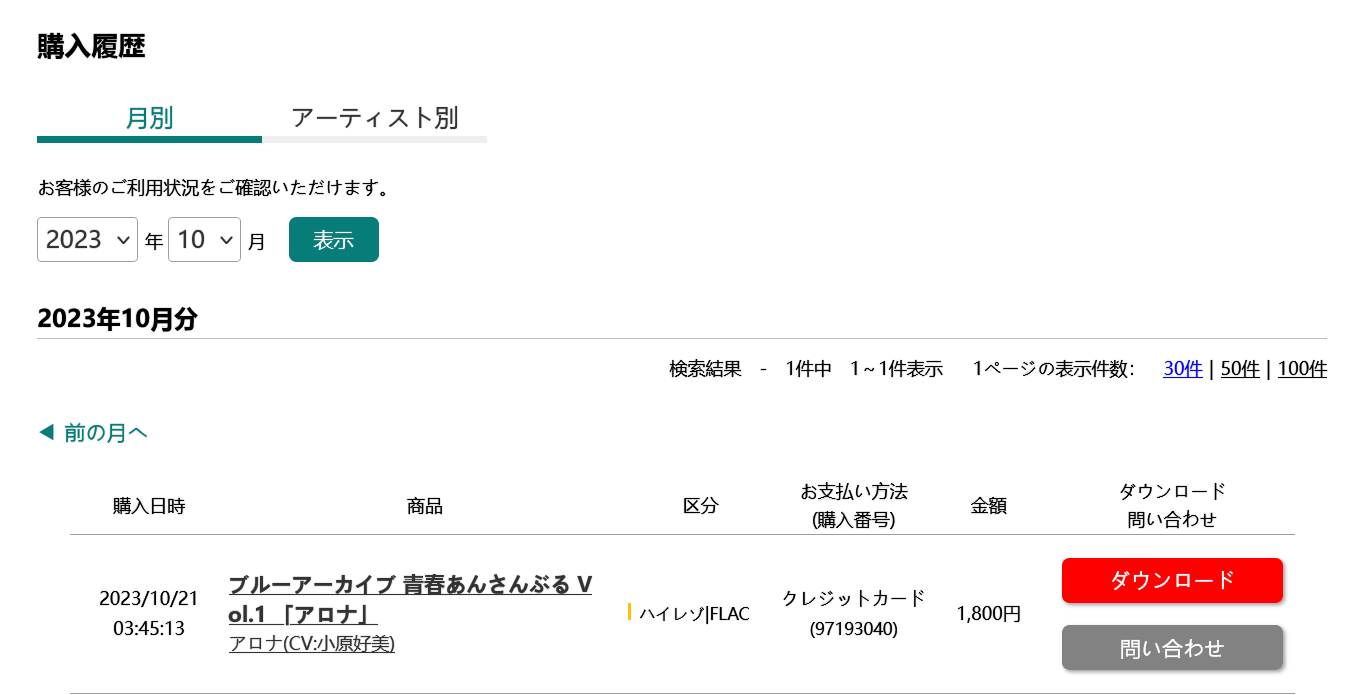 購入履歴
月別 アーティスト別
お客様のご利用状況をご確認いただけます。
2023 年 10 月 表示
2023年10月分
検索結果 - 1件中 1~1件表示 1ページの表示件数: 30件 | 50件 | 100件
◀ 前の月へ
購入日時 商品 区分 お支払い方法 (購入番号) 金額 ダウンロード 問い合わせ
2023/10/21 03:45:13
ブルーアーカイブ 青春あんさんぶる V
ol.1 「アロナ」
アロナ(CV:小原好美)
ハイレゾ|FLAC
クレジットカード
(97193040)
1,800円
ダウンロード
問い合わせ